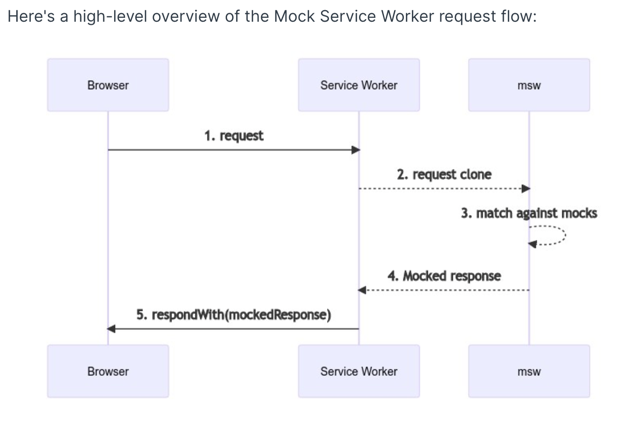 Here's a high-level overview of the Mock Service Worker request flow:
Browser
Service Worker
msw
1. request
2. request clone
3. match against mocks
4. Mocked response
5. respondWith(mockedResponse)
Browser
Service Worker
msw